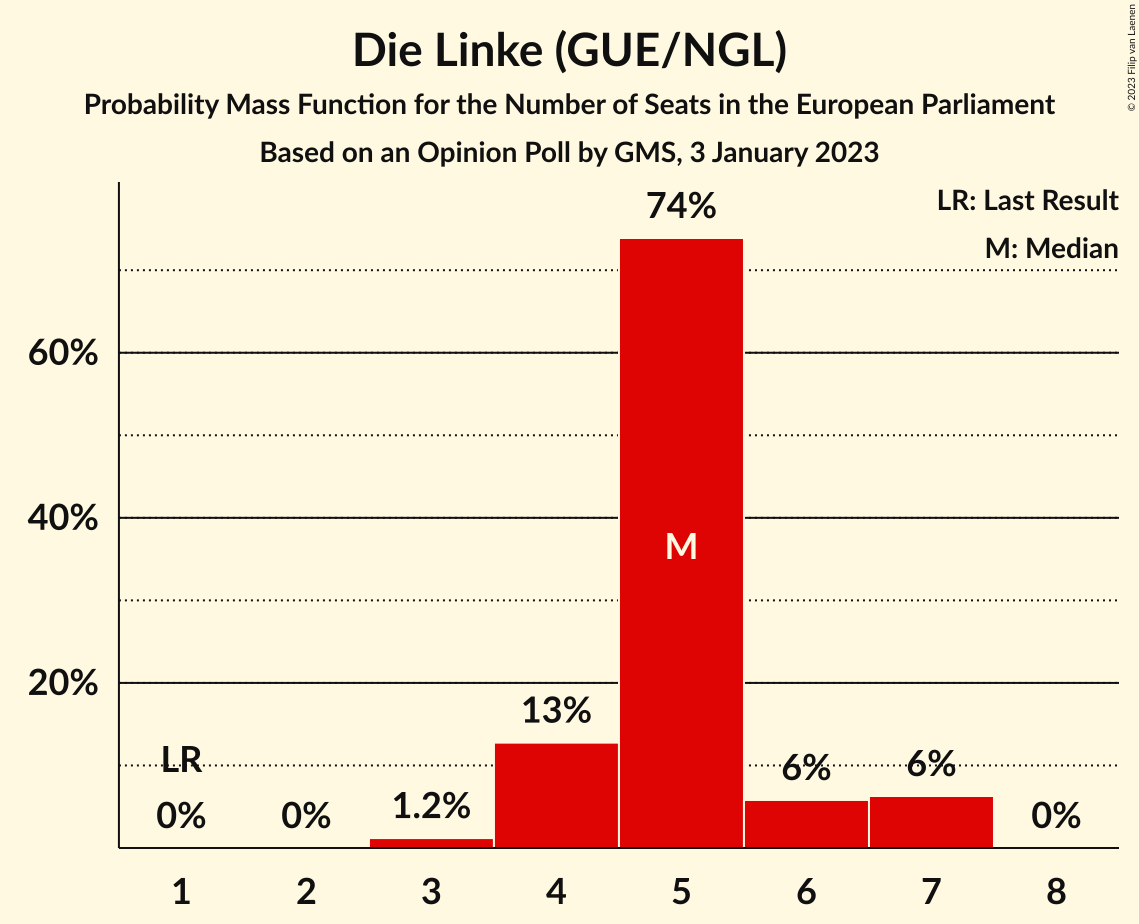 Die Linke (GUE/NGL)
Probability Mass Function for the Number of Seats in the European Parliament
Based on an Opinion Poll by GMS, 3 January 2023
© 2023 Filip van Laenen
LR: Last Result
M: Median
74%
60%
40%
M
20%
13%
LR
6%
6%
1.2%
0%
0%
0%
1 2 3 4 5 6 7 8